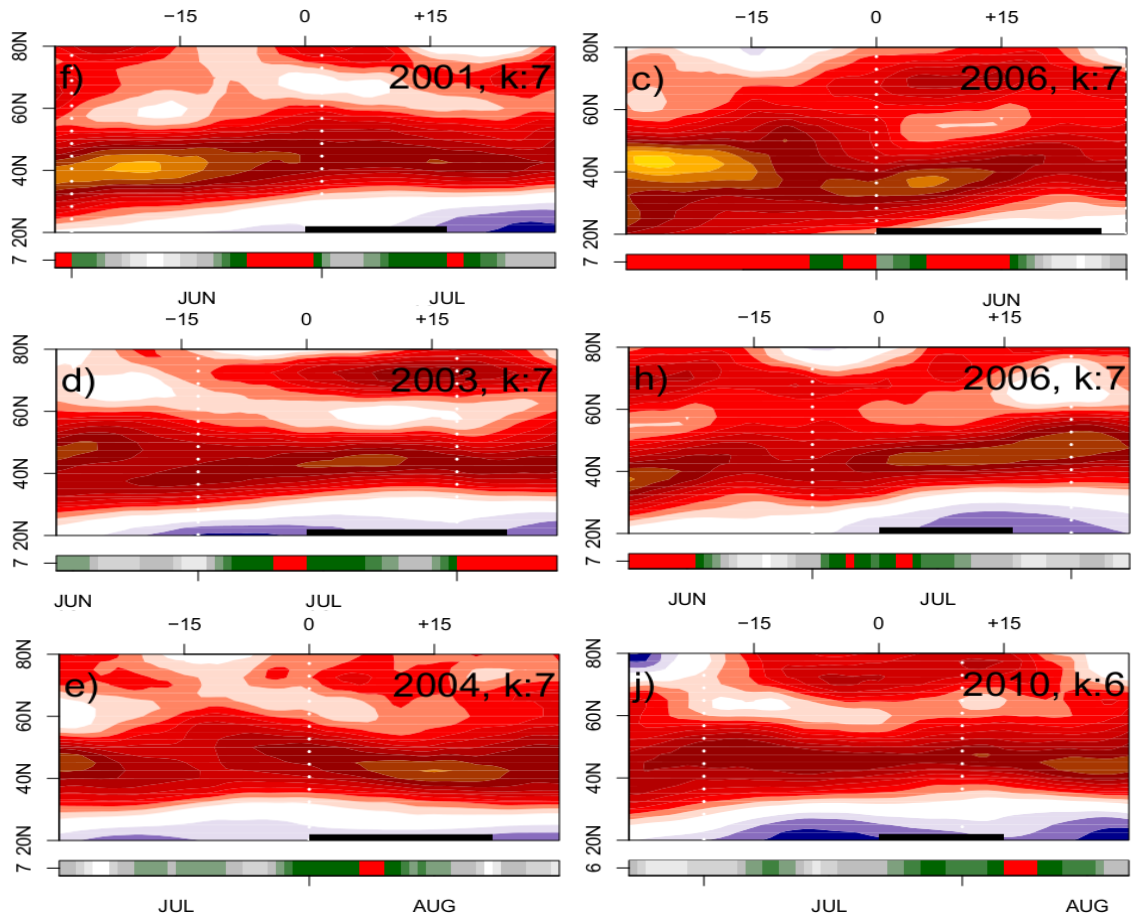 −15 0 +15
80N 60N 40N 20N
f) 2001, k:7
7
JUN JUL
−15 0 +15
80N 60N 40N 20N
c) 2006, k:7
7
JUN
−15 0 +15
80N 60N 40N 20N
d) 2003, k:7
7
JUN JUL
−15 0 +15
80N 60N 40N 20N
h) 2006, k:7
7
JUN JUL
−15 0 +15
80N 60N 40N 20N
e) 2004, k:7
7
JUL AUG
−15 0 +15
80N 60N 40N 20N
j) 2010, k:6
6
JUL AUG